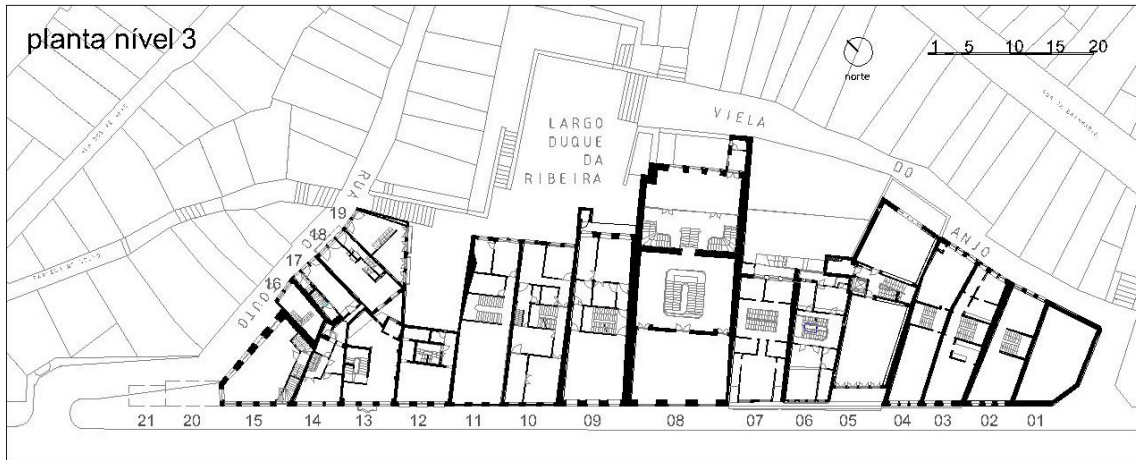 planta nível 3
1 5 10 15 20
norte
VIELA
DO
ANJO
LARGO
DUQUE
DA
RIBEIRA
RUA
DO
SOUTO
19
18
17
16
21 20 15 14 13 12 11 10 09 08 07 06 05 04 03 02 01